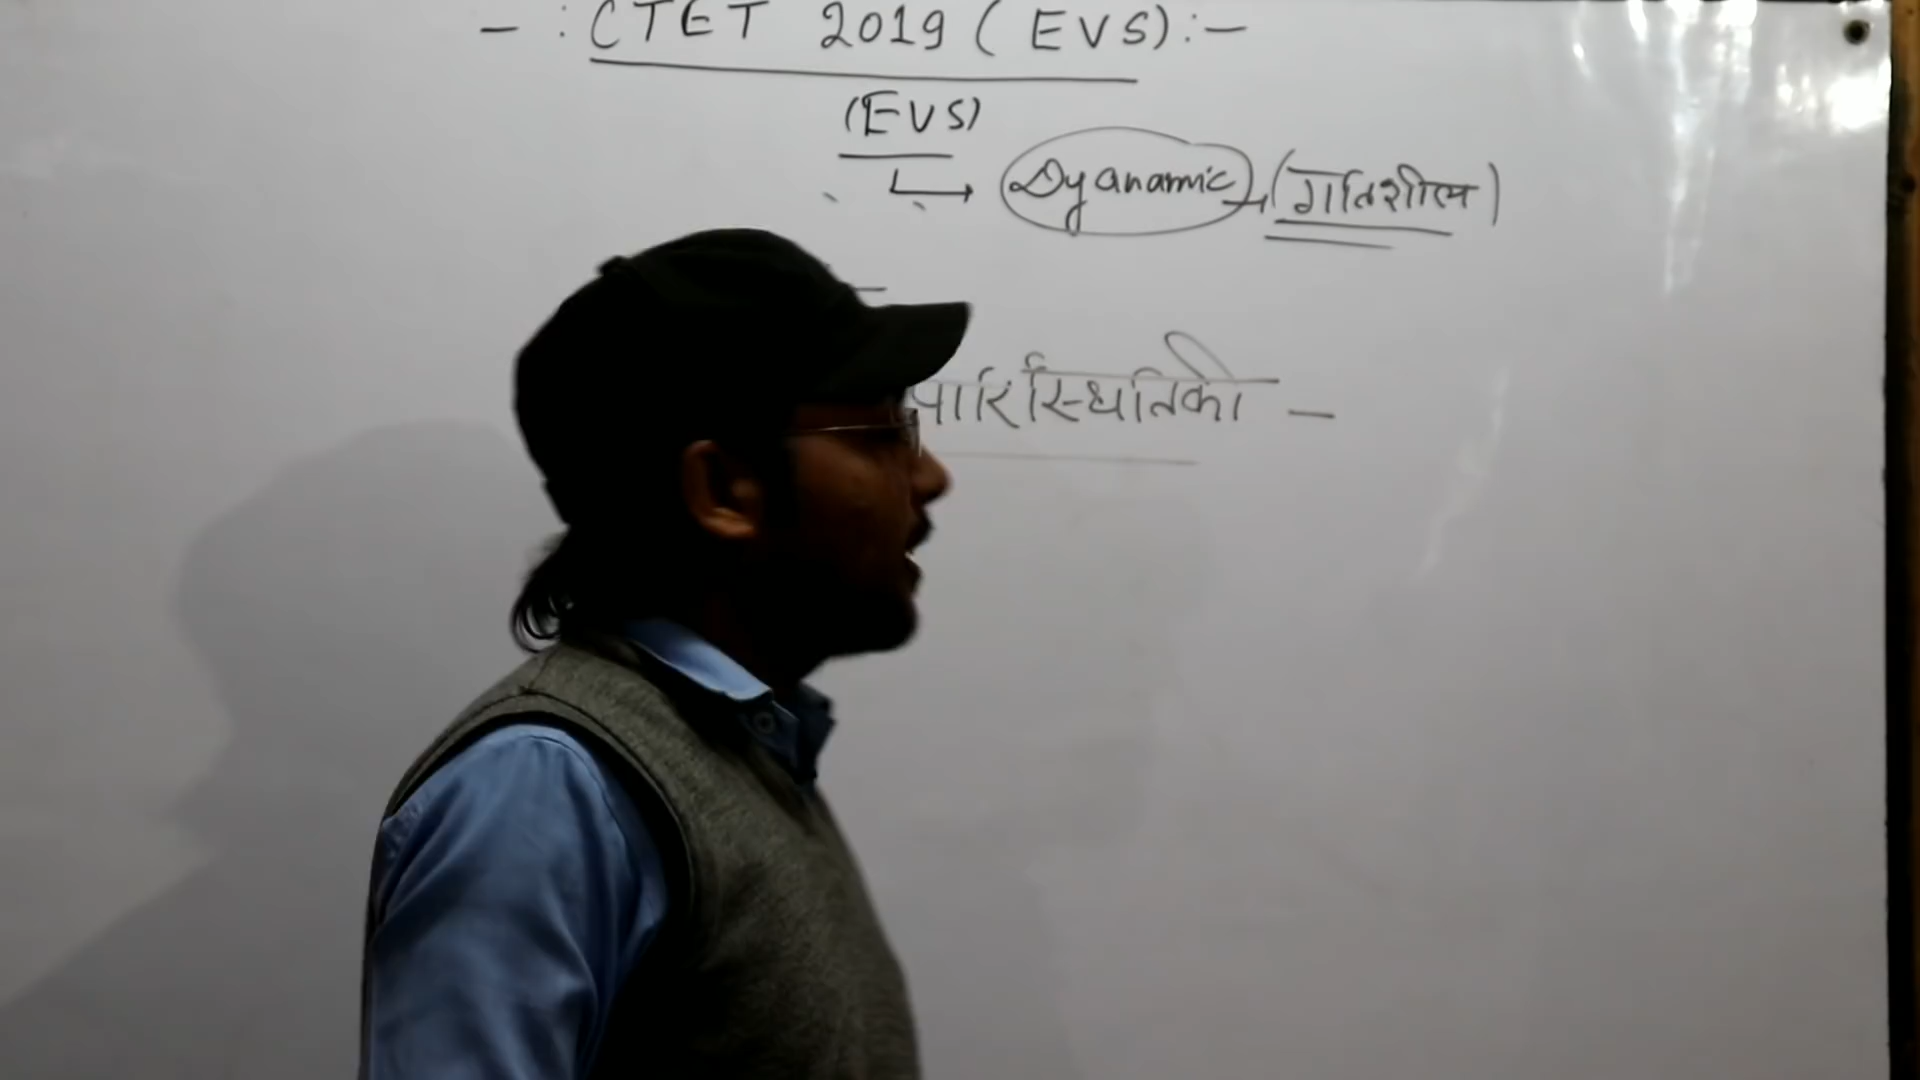 - : CTET 2019 ( EVS) :-
(EVS)
Dyanamic → (गतिशील)
पारिस्थितिकी -